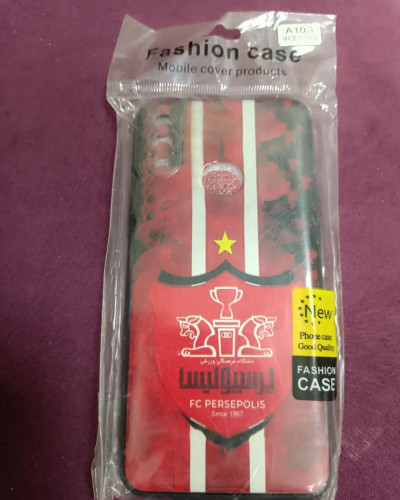 A10S
Fashion case
Mobile cover products
باشگاه فرهنگی ورزشی
پرسپولیس
FC PERSEPOLIS
Since 1967
New
Phone case
Good Quality
FASHION
CASE